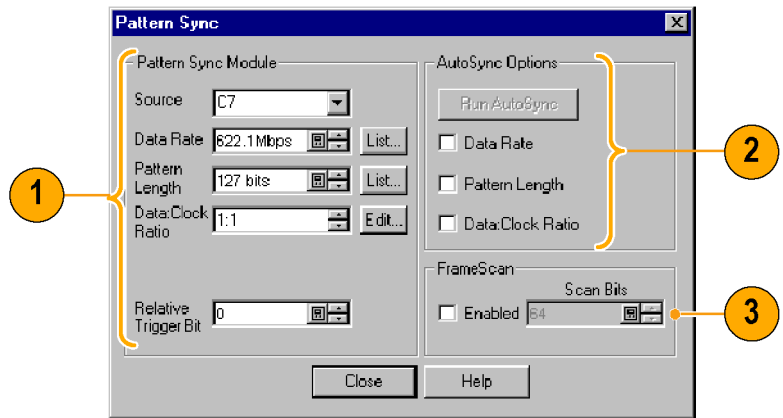 Pattern Sync
Pattern Sync Module
Source C7
Data Rate 622.1Mbps List...
Pattern
Length 127 bits List...
Data:Clock
Ratio 1:1 Edit...
Relative
Trigger Bit 0
AutoSync Options
Run AutoSync
Data Rate
Pattern Length
Data:Clock Ratio
FrameScan
Scan Bits
Enabled 64
Close Help
1
2
3